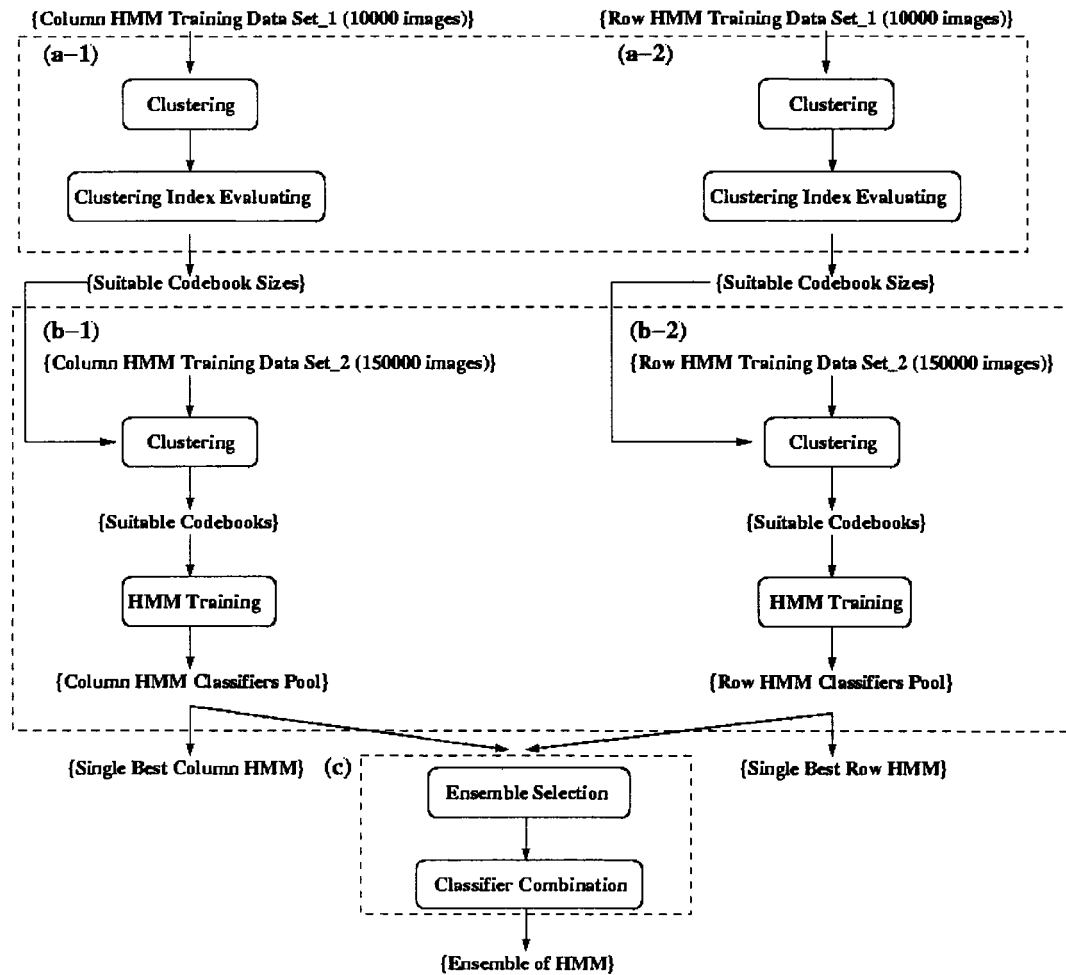 {Column HMM Training Data Set_1 (10000 images)}
{Row HMM Training Data Set_1 (10000 images)}
(a-1)
(a-2)
Clustering
Clustering
Clustering Index Evaluating
Clustering Index Evaluating
{Suitable Codebook Sizes}
{Suitable Codebook Sizes}
(b-1)
(b-2)
{Column HMM Training Data Set_2 (150000 images)}
{Row HMM Training Data Set_2 (150000 images)}
Clustering
Clustering
{Suitable Codebooks}
{Suitable Codebooks}
HMM Training
HMM Training
{Column HMM Classifiers Pool}
{Row HMM Classifiers Pool}
{Single Best Column HMM}
(c)
{Single Best Row HMM}
Ensemble Selection
Classifier Combination
{Ensemble of HMM}